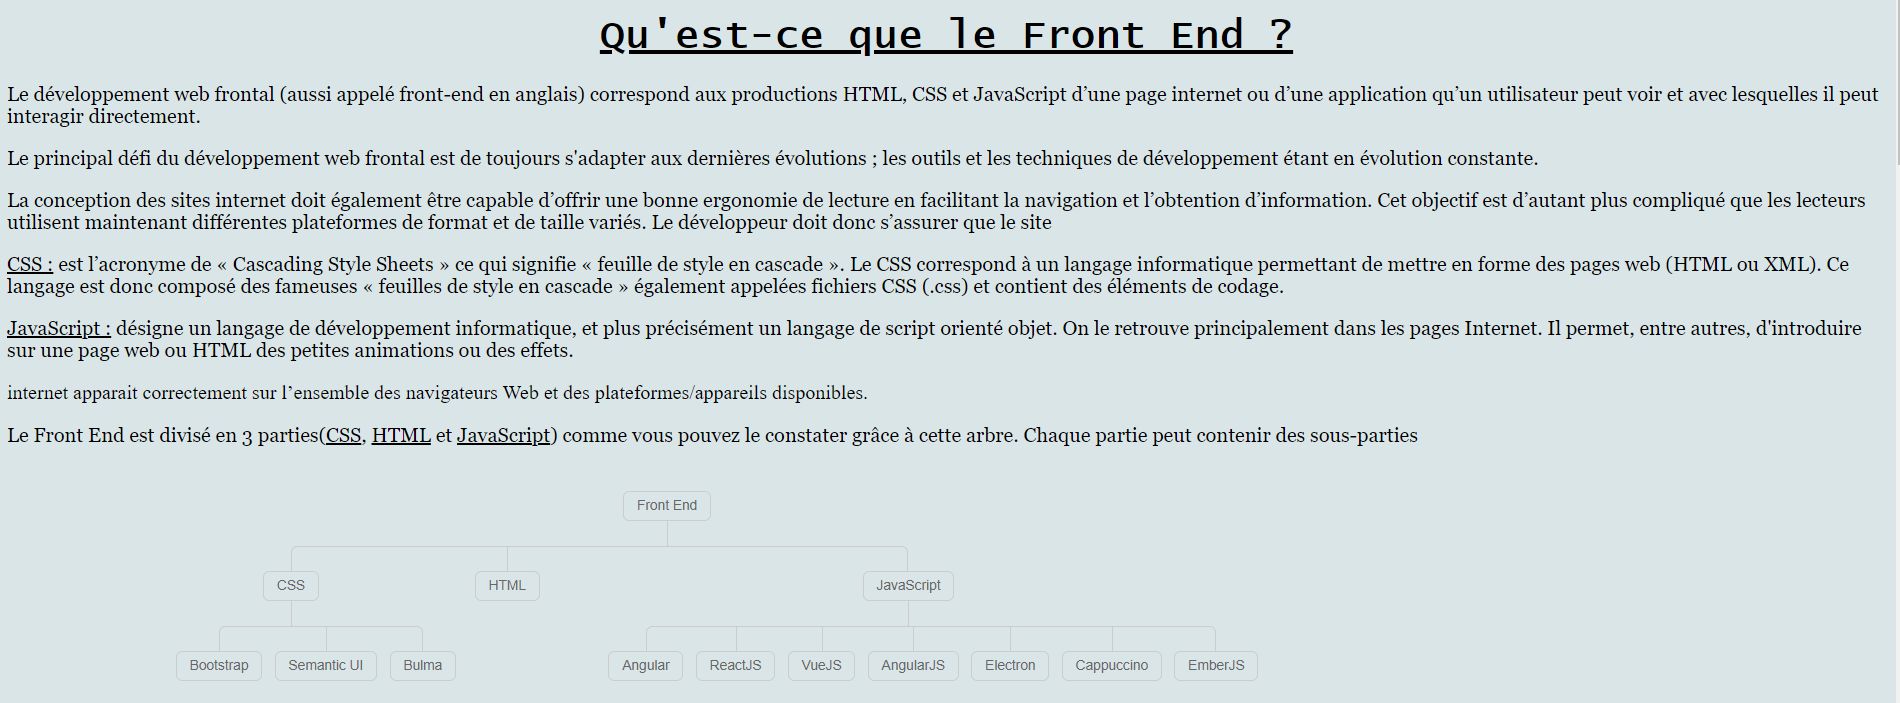 Qu'est-ce que le Front End ?
Le développement web frontal (aussi appelé front-end en anglais) correspond aux productions HTML, CSS et JavaScript d’une page internet ou d’une application qu’un utilisateur peut voir et avec lesquelles il peut
interagir directement.
Le principal défi du développement web frontal est de toujours s'adapter aux dernières évolutions ; les outils et les techniques de développement étant en évolution constante.
La conception des sites internet doit également être capable d’offrir une bonne ergonomie de lecture en facilitant la navigation et l’obtention d’information. Cet objectif est d’autant plus compliqué que les lecteurs
utilisent maintenant différentes plateformes de format et de taille variés. Le développeur doit donc s’assurer que le site
CSS : est l’acronyme de « Cascading Style Sheets » ce qui signifie « feuille de style en cascade ». Le CSS correspond à un langage informatique permettant de mettre en forme des pages web (HTML ou XML). Ce
langage est donc composé des fameuses « feuilles de style en cascade » également appelées fichiers CSS (.css) et contient des éléments de codage.
JavaScript : désigne un langage de développement informatique, et plus précisément un langage de script orienté objet. On le retrouve principalement dans les pages Internet. Il permet, entre autres, d'introduire
sur une page web ou HTML des petites animations ou des effets.
internet apparait correctement sur l’ensemble des navigateurs Web et des plateformes/appareils disponibles.
Le Front End est divisé en 3 parties(CSS, HTML et JavaScript) comme vous pouvez le constater grâce à cette arbre. Chaque partie peut contenir des sous-parties
Front End
CSS HTML JavaScript
Bootstrap Semantic UI Bulma Angular ReactJS VueJS AngularJS Electron Cappuccino EmberJS